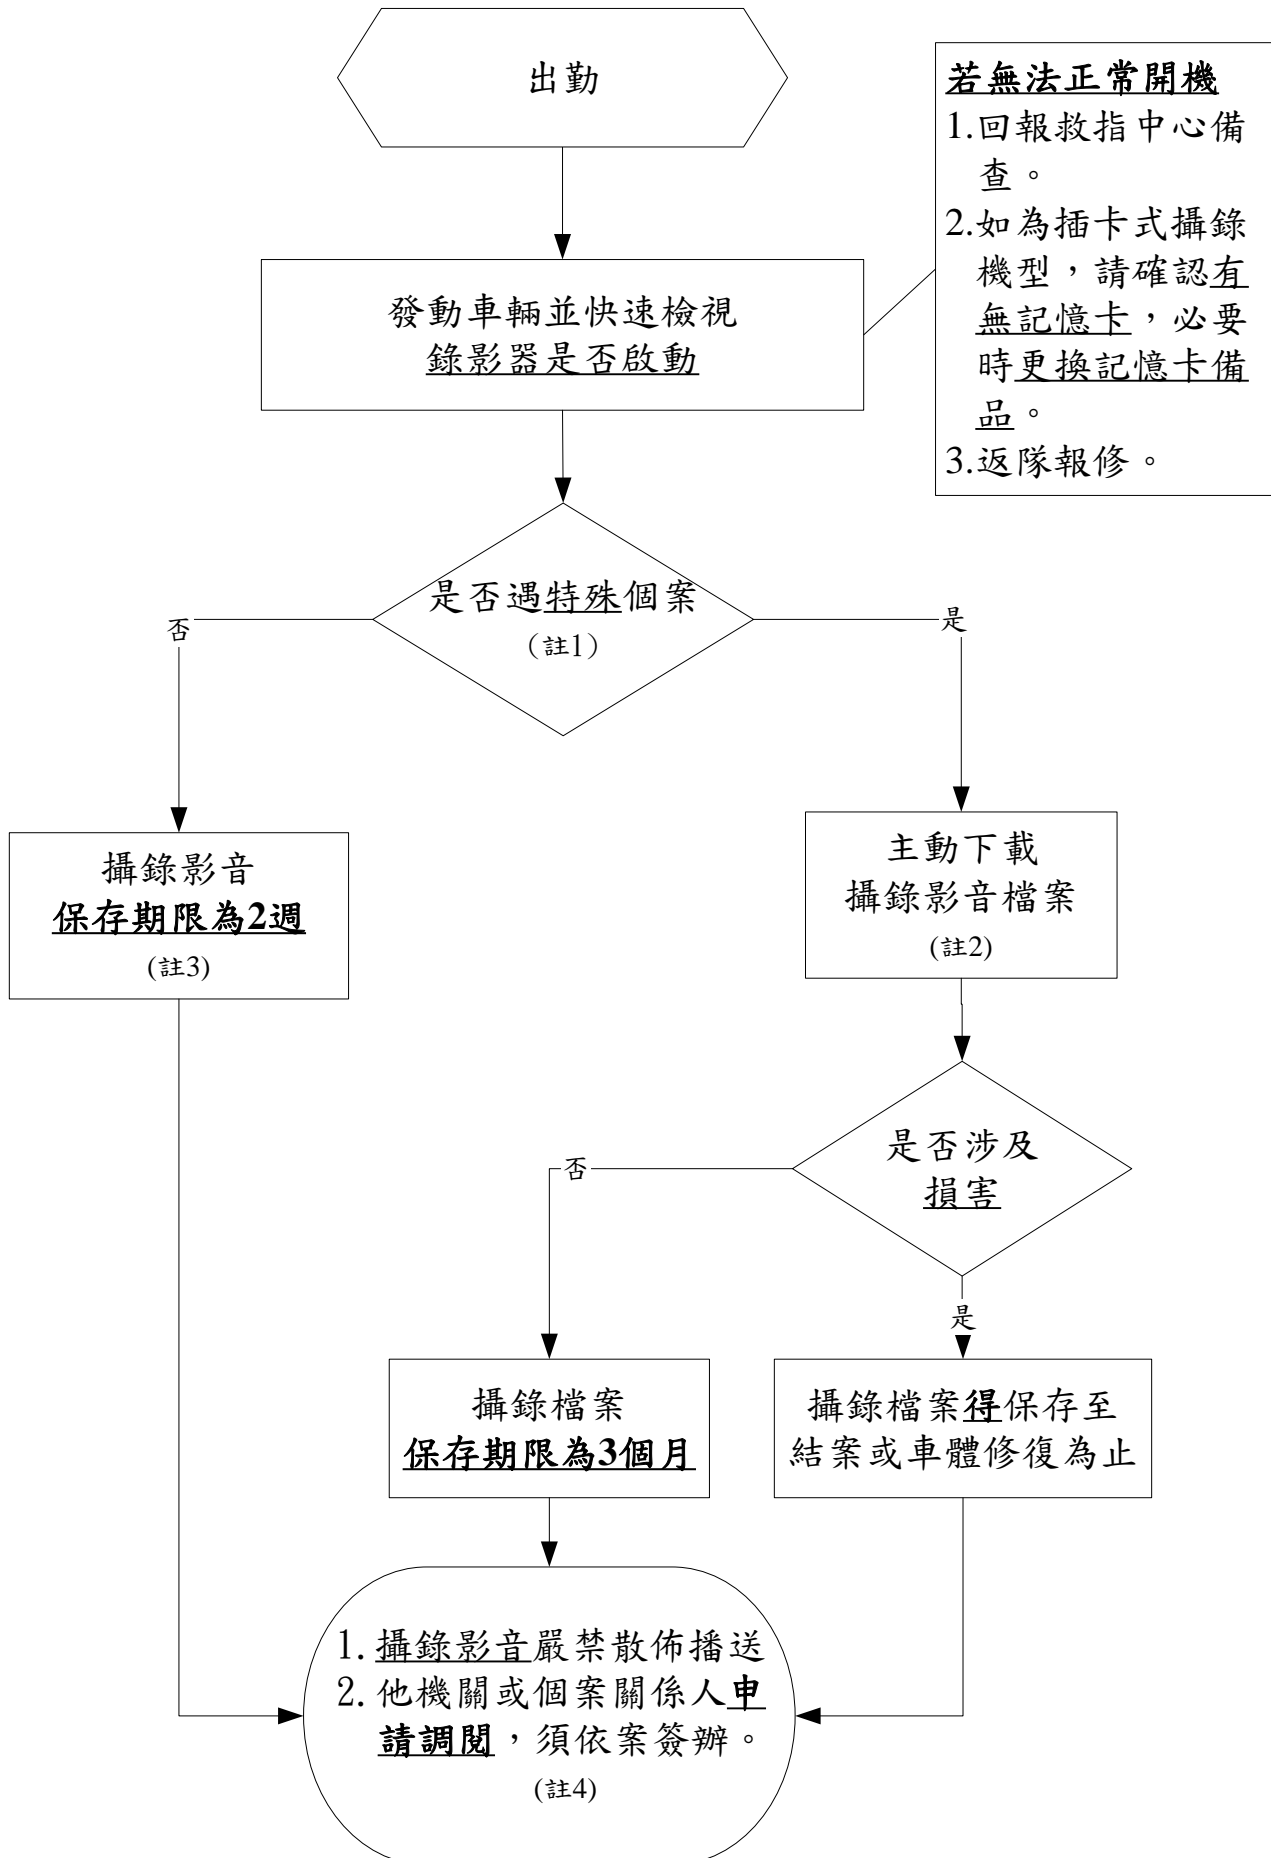 出勤
若無法正常開機
1.回報救指中心備
查。
2.如為插卡式攝錄
機型，請確認有
無記憶卡，必要
時更換記憶卡備
品。
3.返隊報修。
發動車輛並快速檢視
錄影器是否啟動
是否遇特殊個案
（註1）
否
是
攝錄影音
保存期限為2週
(註3)
主動下載
攝錄影音檔案
(註2)
是否涉及
損害
否
是
攝錄檔案
保存期限為3個月
攝錄檔案得保存至
結案或車體修復為止
1. 攝錄影音嚴禁散佈播送
2. 他機關或個案關係人申
請調閱，須依案簽辦。
(註4)